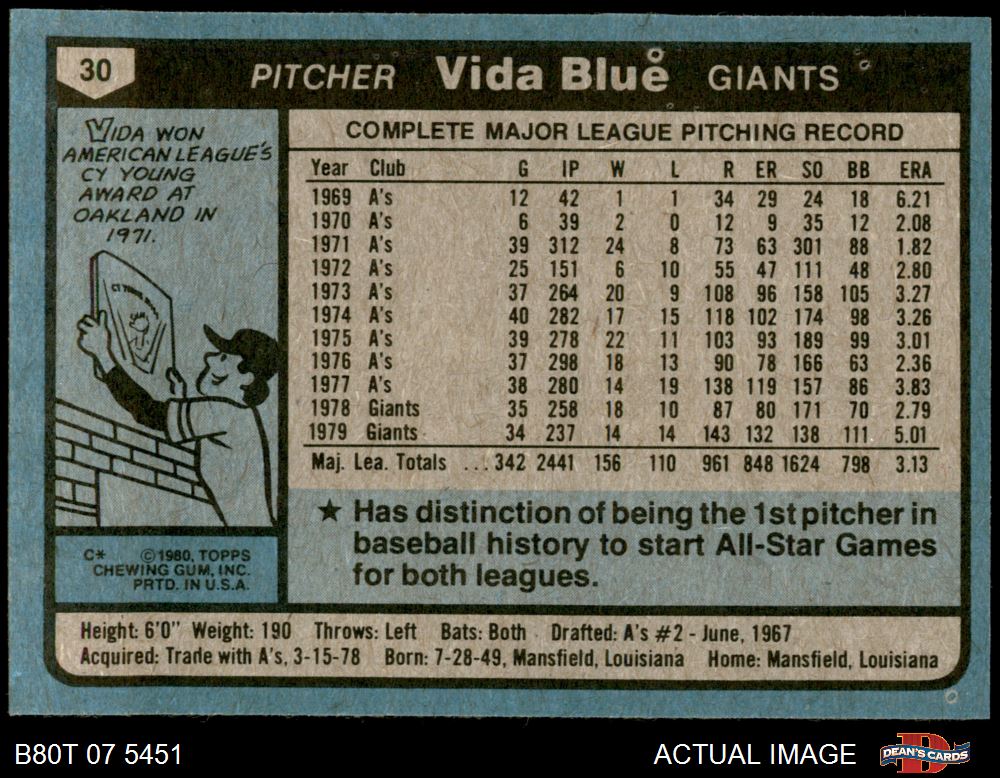 30
PITCHER Vida Blue GIANTS
VIDA WON
AMERICAN LEAGUE'S
CY YOUNG
AWARD AT
OAKLAND IN
1971.
CY YOUNG AWARD
C* ©1980, TOPPS
CHEWING GUM, INC.
PRTD. IN U.S.A.
COMPLETE MAJOR LEAGUE PITCHING RECORD
Year Club G IP W L R ER SO BB ERA
1969 A's 12 42 1 1 34 29 24 18 6.21
1970 A's 6 39 2 0 12 9 35 12 2.08
1971 A's 39 312 24 8 73 63 301 88 1.82
1972 A's 25 151 6 10 55 47 111 48 2.80
1973 A's 37 264 20 9 108 96 158 105 3.27
1974 A's 40 282 17 15 118 102 174 98 3.26
1975 A's 39 278 22 11 103 93 189 99 3.01
1976 A's 37 298 18 13 90 78 166 63 2.36
1977 A's 38 280 14 19 138 119 157 86 3.83
1978 Giants 35 258 18 10 87 80 171 70 2.79
1979 Giants 34 237 14 14 143 132 138 111 5.01
Maj. Lea. Totals ... 342 2441 156 110 961 848 1624 798 3.13
★ Has distinction of being the 1st pitcher in
baseball history to start All-Star Games
for both leagues.
Height: 6'0" Weight: 190 Throws: Left Bats: Both Drafted: A's #2 - June, 1967
Acquired: Trade with A's, 3-15-78 Born: 7-28-49, Mansfield, Louisiana Home: Mansfield, Louisiana
B80T 07 5451
ACTUAL IMAGE
DEAN'S CARDS